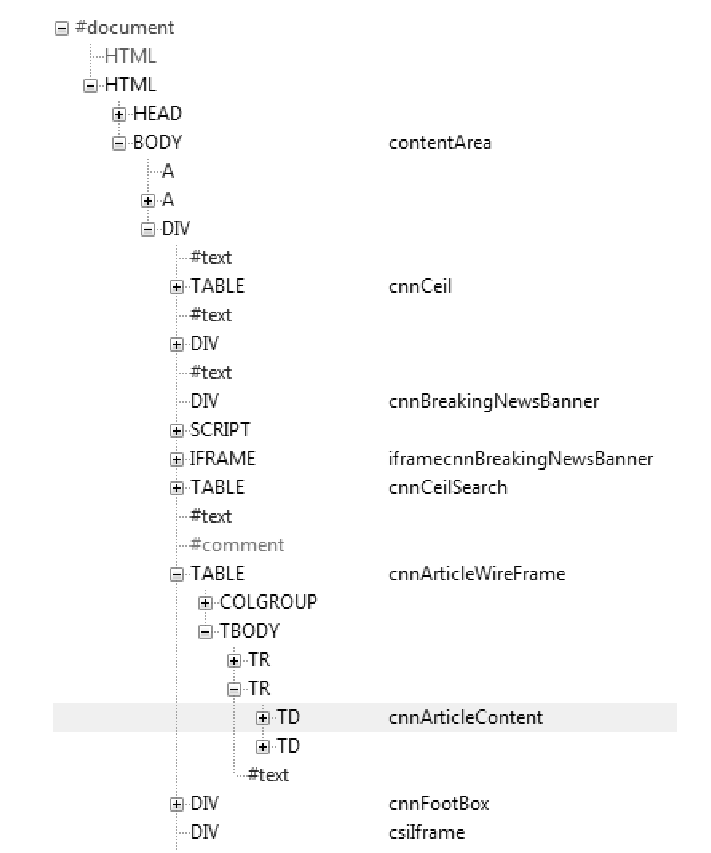 #document
HTML
HTML
HEAD
BODY contentArea
A
A
DIV
#text
TABLE cnnCeil
#text
DIV
#text
DIV cnnBreakingNewsBanner
SCRIPT
IFRAME iframecnnBreakingNewsBanner
TABLE cnnCeilSearch
#text
#comment
TABLE cnnArticleWireFrame
COLGROUP
TBODY
TR
TR
TD cnnArticleContent
TD
#text
DIV cnnFootBox
DIV csiIframe